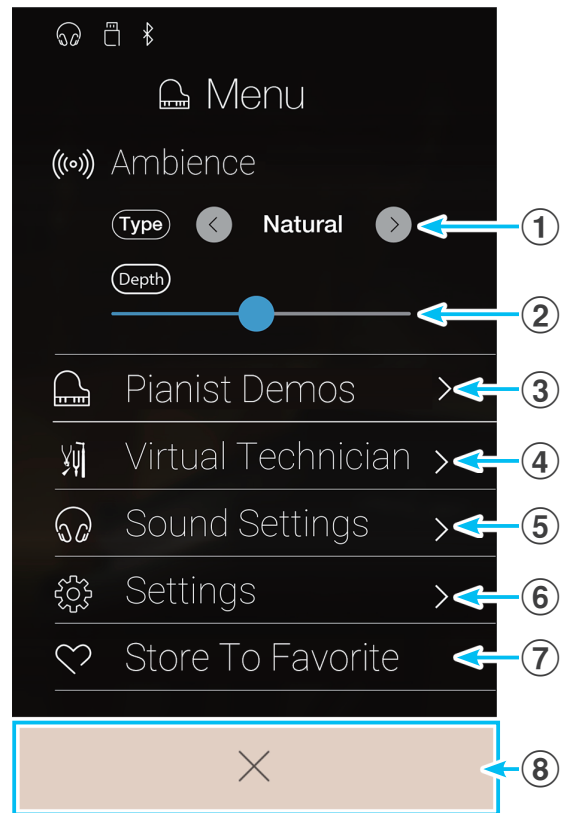 Menu
Ambience
Type < Natural > 1
Depth
2
Pianist Demos > 3
Virtual Technician > 4
Sound Settings > 5
Settings > 6
Store To Favorite 7
8